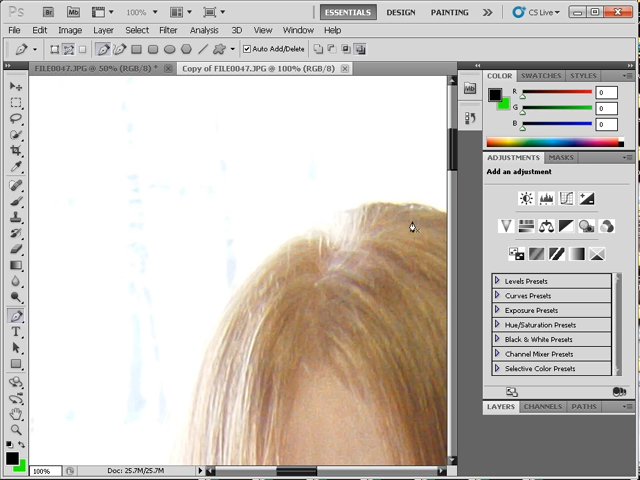 Ps Br Mb 100% ESSENTIALS DESIGN PAINTING CS Live
File Edit Image Layer Select Filter Analysis 3D View Window Help
Auto Add/Delete
FILE0047.JPG @ 50% (RGB/8) * Copy of FILE0047.JPG @ 100% (RGB/8)
Mb
COLOR SWATCHES STYLES
R 0
G 0
B 0
ADJUSTMENTS MASKS
Add an adjustment
Levels Presets
Curves Presets
Exposure Presets
Hue/Saturation Presets
Black & White Presets
Channel Mixer Presets
Selective Color Presets
LAYERS CHANNELS PATHS
T
100% Doc: 25.7M/25.7M